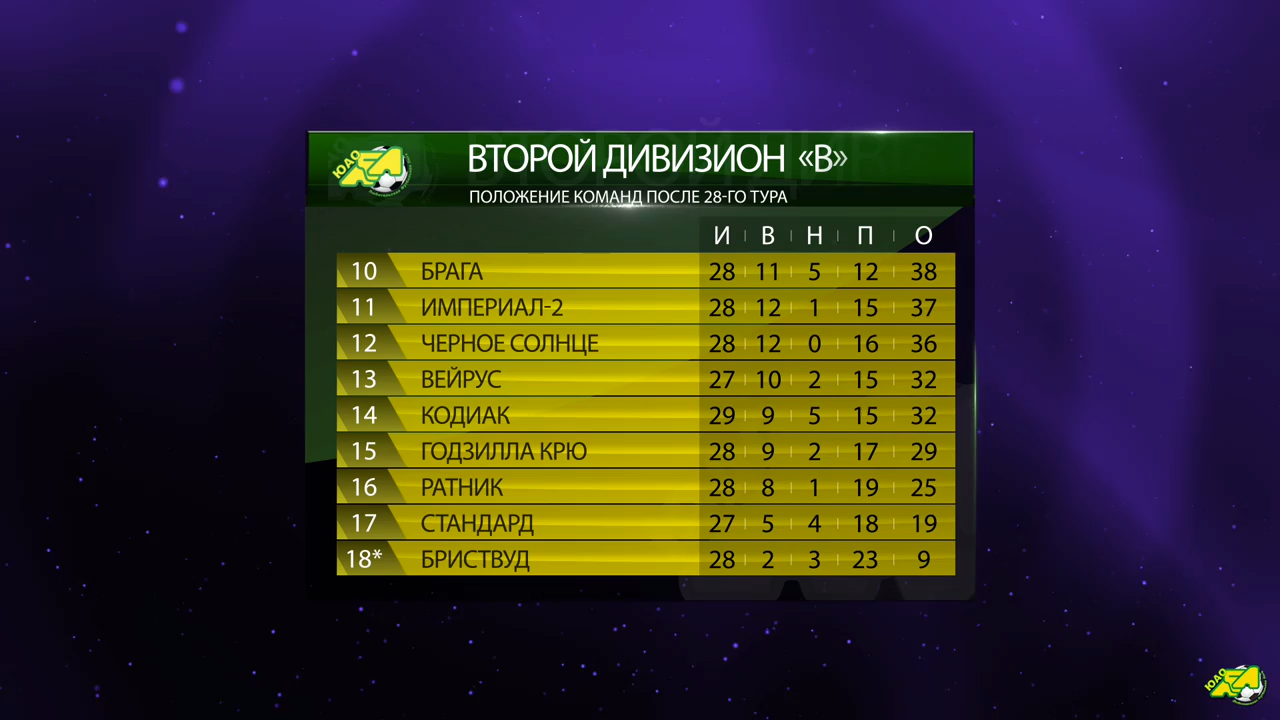 ЮАО
ВТОРОЙ ДИВИЗИОН «В»
ПОЛОЖЕНИЕ КОМАНД ПОСЛЕ 28-ГО ТУРА
И В Н П О
10 БРАГА 28 11 5 12 38
11 ИМПЕРИАЛ-2 28 12 1 15 37
12 ЧЕРНОЕ СОЛНЦЕ 28 12 0 16 36
13 ВЕЙРУС 27 10 2 15 32
14 КОДИАК 29 9 5 15 32
15 ГОДЗИЛЛА КРЮ 28 9 2 17 29
16 РАТНИК 28 8 1 19 25
17 СТАНДАРД 27 5 4 18 19
18* БРИСТВУД 28 2 3 23 9
ЮАО